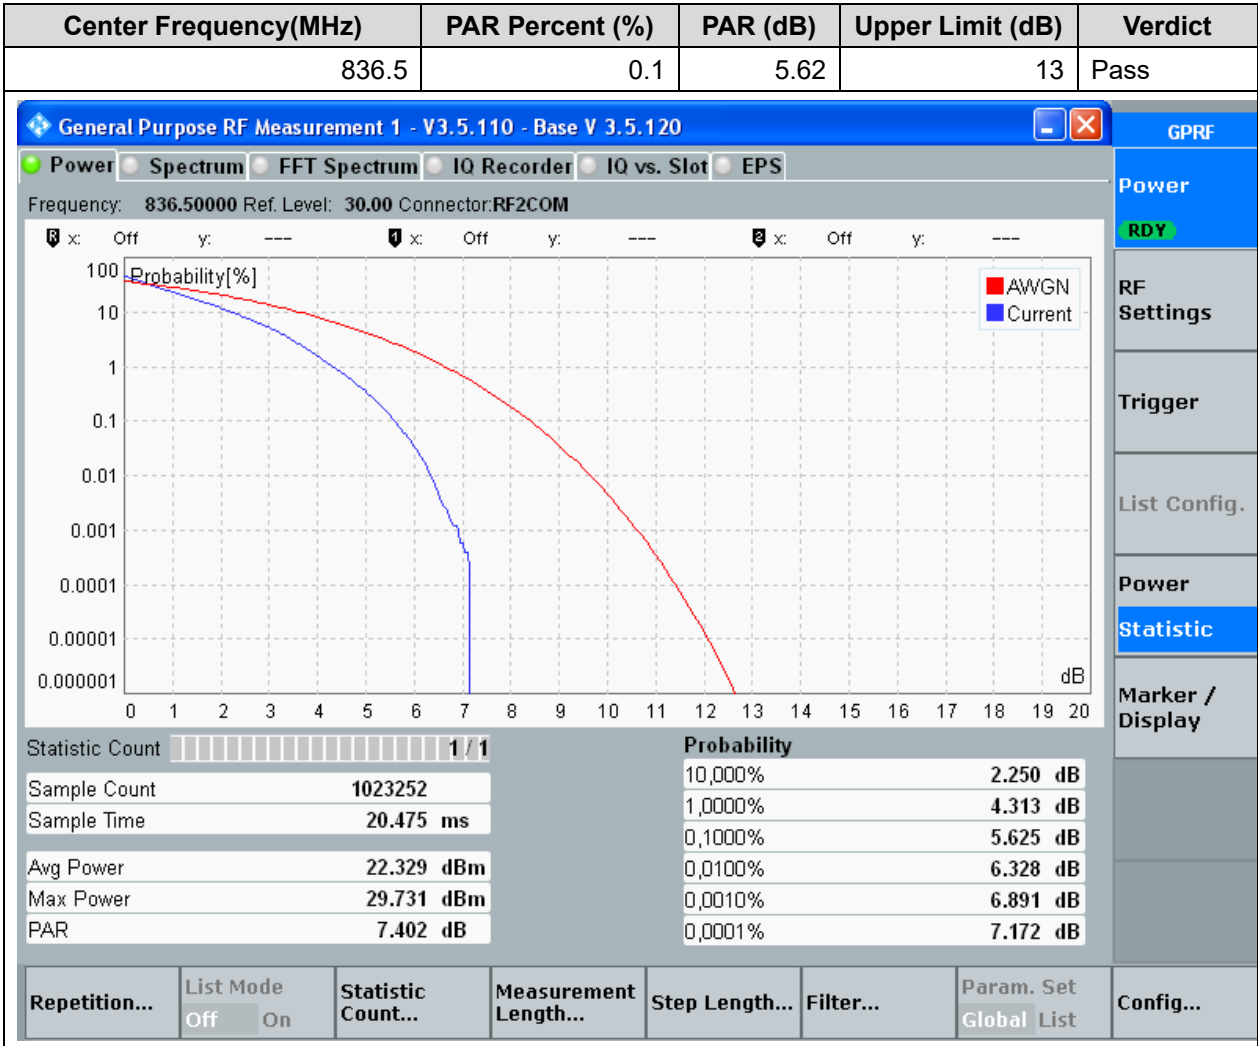 Center Frequency(MHz) PAR Percent (%) PAR (dB) Upper Limit (dB) Verdict
836.5 0.1 5.62 13 Pass
General Purpose RF Measurement 1 - V3.5.110 - Base V 3.5.120
GPRF
Power Spectrum FFT Spectrum IQ Recorder IQ vs. Slot EPS
Frequency: 836.50000 Ref. Level: 30.00 Connector:RF2COM
R x: Off y: --- 1 x: Off y: --- 2 x: Off y: ---
Probability[%]
AWGN
Current
100
10
1
0.1
0.01
0.001
0.0001
0.00001
0.000001
dB
0 1 2 3 4 5 6 7 8 9 10 11 12 13 14 15 16 17 18 19 20
Statistic Count 1 / 1
Sample Count 1023252
Sample Time 20.475 ms
Avg Power 22.329 dBm
Max Power 29.731 dBm
PAR 7.402 dB
Probability
10,000% 2.250 dB
1,0000% 4.313 dB
0,1000% 5.625 dB
0,0100% 6.328 dB
0,0010% 6.891 dB
0,0001% 7.172 dB
Power
RDY
RF
Settings
Trigger
List Config.
Power
Statistic
Marker /
Display
Repetition...
List Mode
Off On
Statistic
Count...
Measurement
Length...
Step Length...
Filter...
Param. Set
Global List
Config...